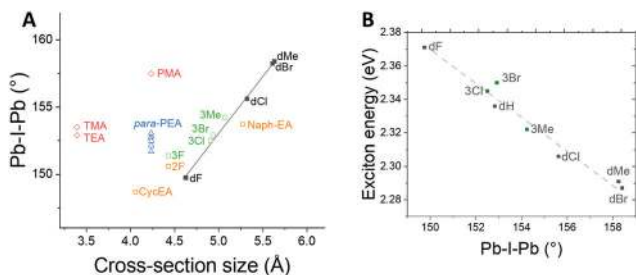 A
160
155
150
Pb-I-Pb (°)
3.5 4.0 4.5 5.0 5.5 6.0
Cross-section size (Å)
PMA
TMA
TEA
para-PEA
CycEA
3F
2F
dF
3Me
3Br
3Cl
Naph-EA
dCl
dMe
dBr
B
2.38
2.36
2.34
2.32
2.30
2.28
Exciton energy (eV)
150 152 154 156 158
Pb-I-Pb (°)
dF
3Br
3Cl
dH
3Me
dCl
dMe
dBr